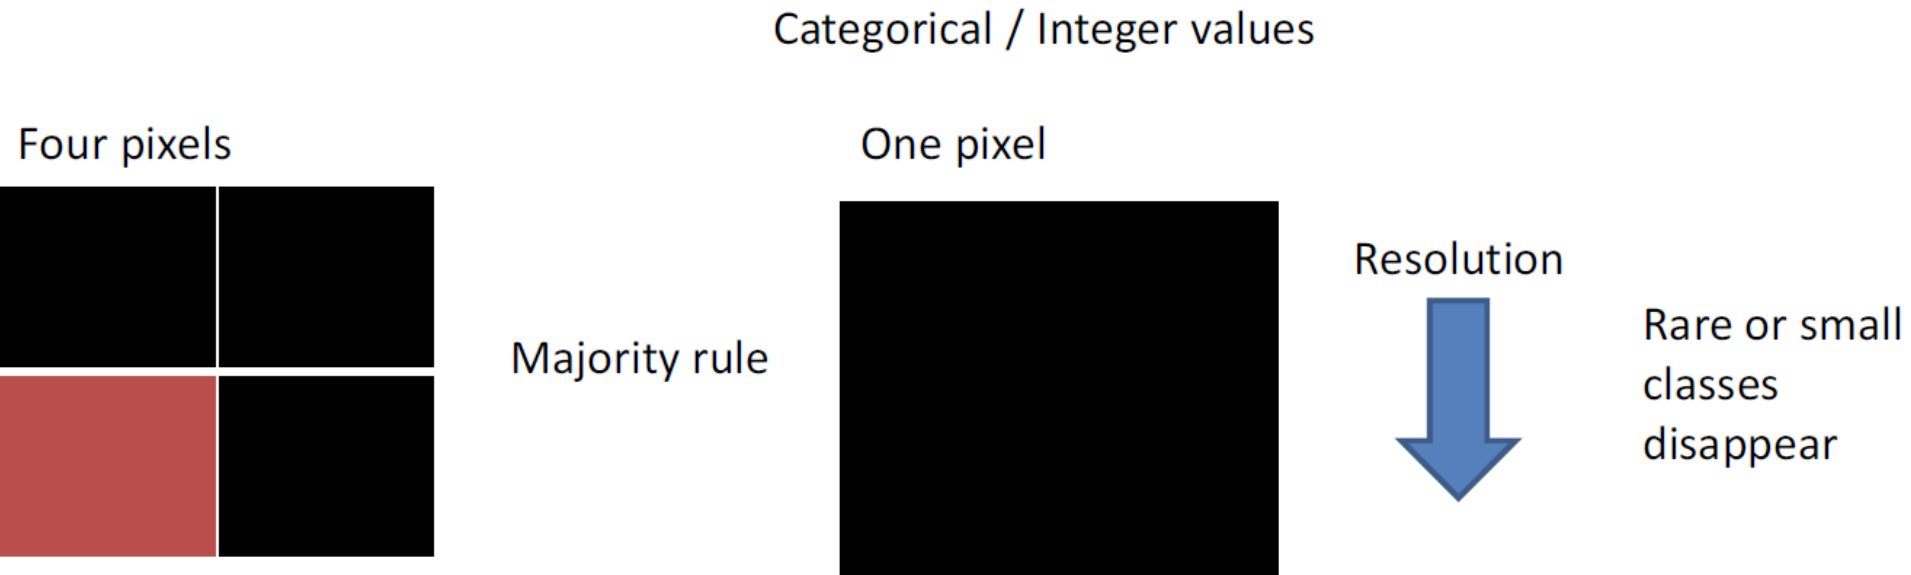 Categorical / Integer values
Four pixels
One pixel
Majority rule
Resolution
Rare or small
classes
disappear